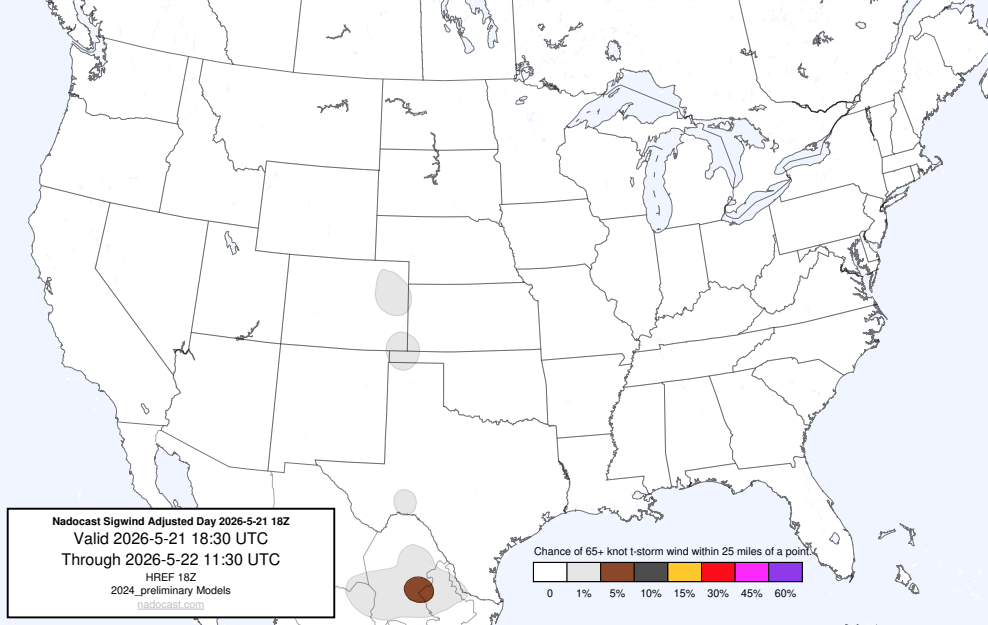 Nadocast Sigwind Adjusted Day 2026-5-21 18Z
Valid 2026-5-21 18:30 UTC
Through 2026-5-22 11:30 UTC
HREF 18Z
2024_preliminary Models
nadocast.com
Chance of 65+ knot t-storm wind within 25 miles of a point.
0 1% 5% 10% 15% 30% 45% 60%